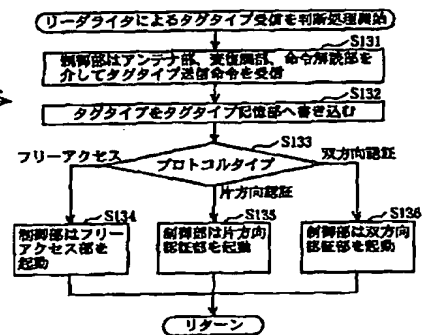 リーダライタによるタグタイプ受信を判断処理開始
S131
制御部はアンテナ部、変復調部、命令解読部を
介してタグタイプ送信命令を受信
S132
タグタイプをタグタイプ記憶部へ書き込む
S133
フリーアクセス
プロトコルタイプ
双方向認証
片方向認証
S134
制御部はフリー
アクセス部を
起動
S135
制御部は片方向
認証部を起動
S136
制御部は双方向
認証部を起動
リターン